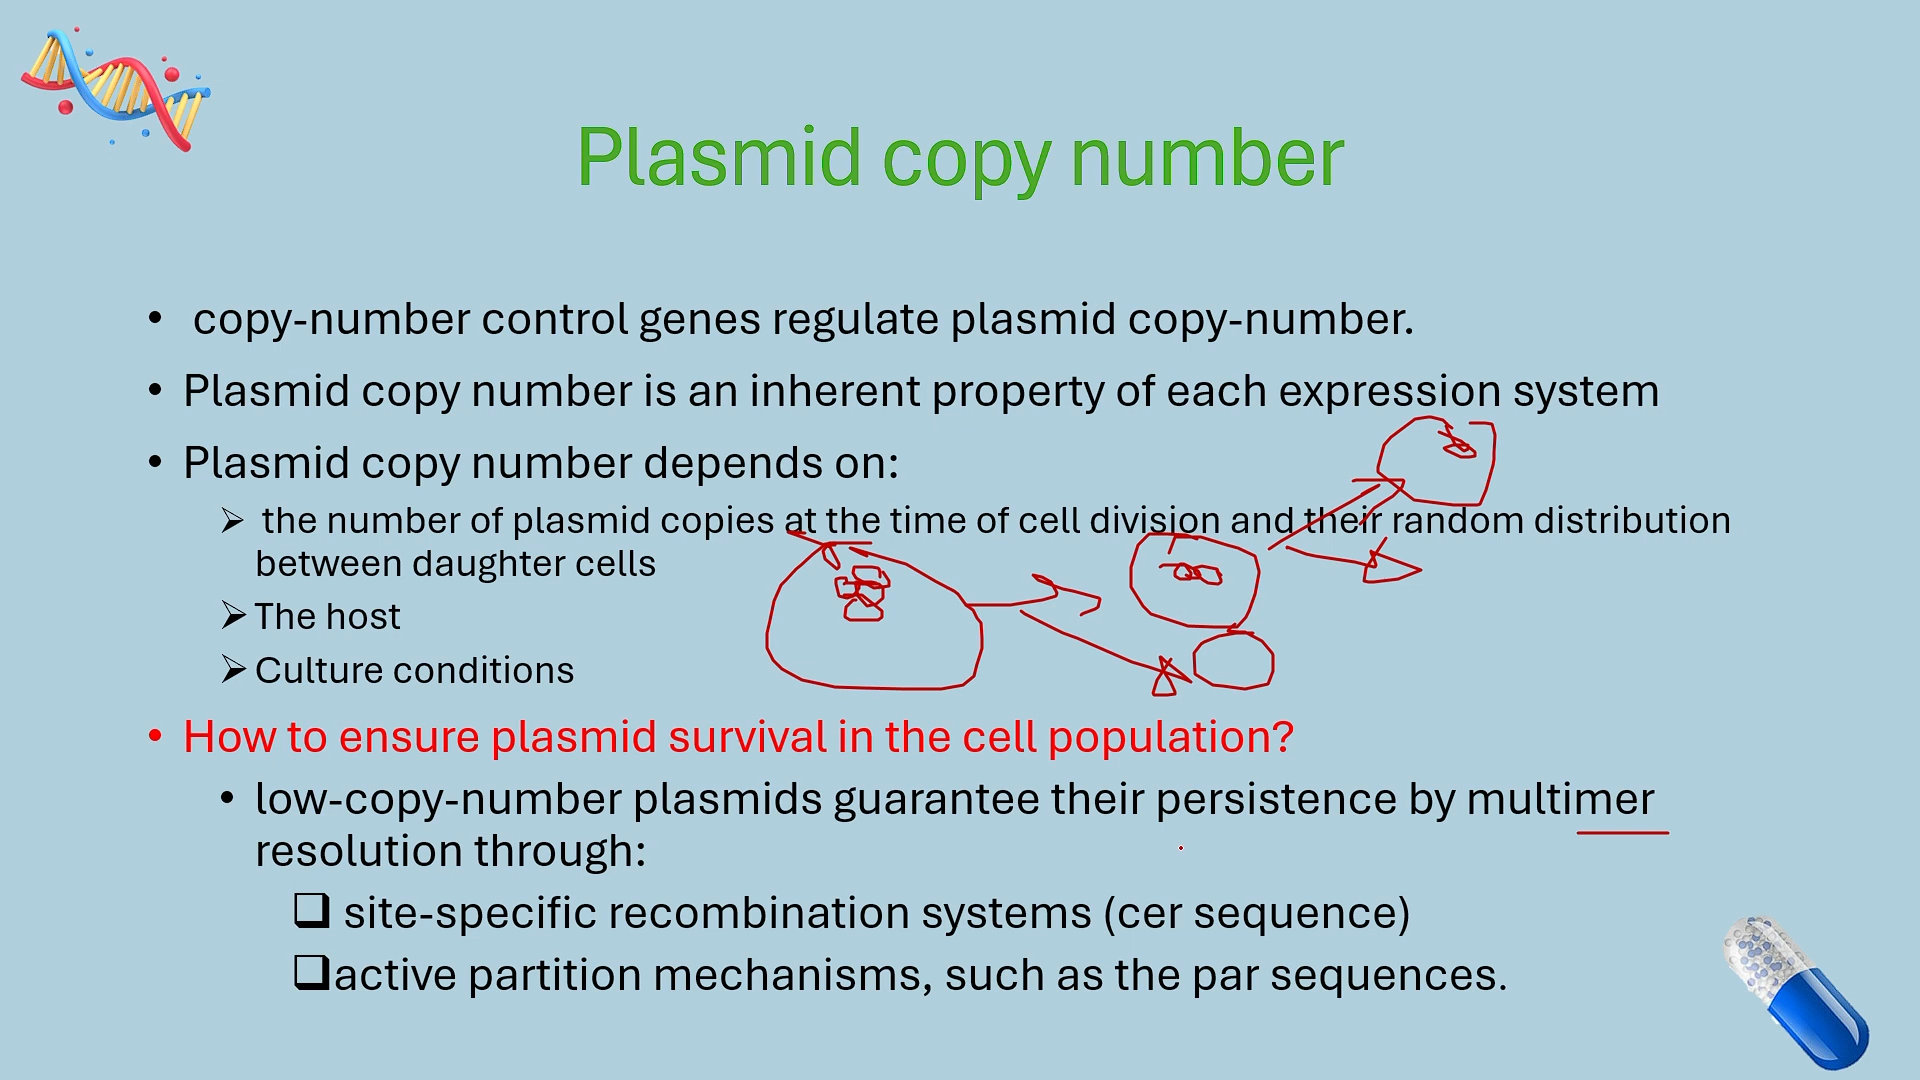 Plasmid copy number
• copy-number control genes regulate plasmid copy-number.
• Plasmid copy number is an inherent property of each expression system
• Plasmid copy number depends on:
➢ the number of plasmid copies at the time of cell division and their random distribution
between daughter cells
➢ The host
➢ Culture conditions
• How to ensure plasmid survival in the cell population?
• low-copy-number plasmids guarantee their persistence by multimer
resolution through:
❑ site-specific recombination systems (cer sequence)
❑active partition mechanisms, such as the par sequences.